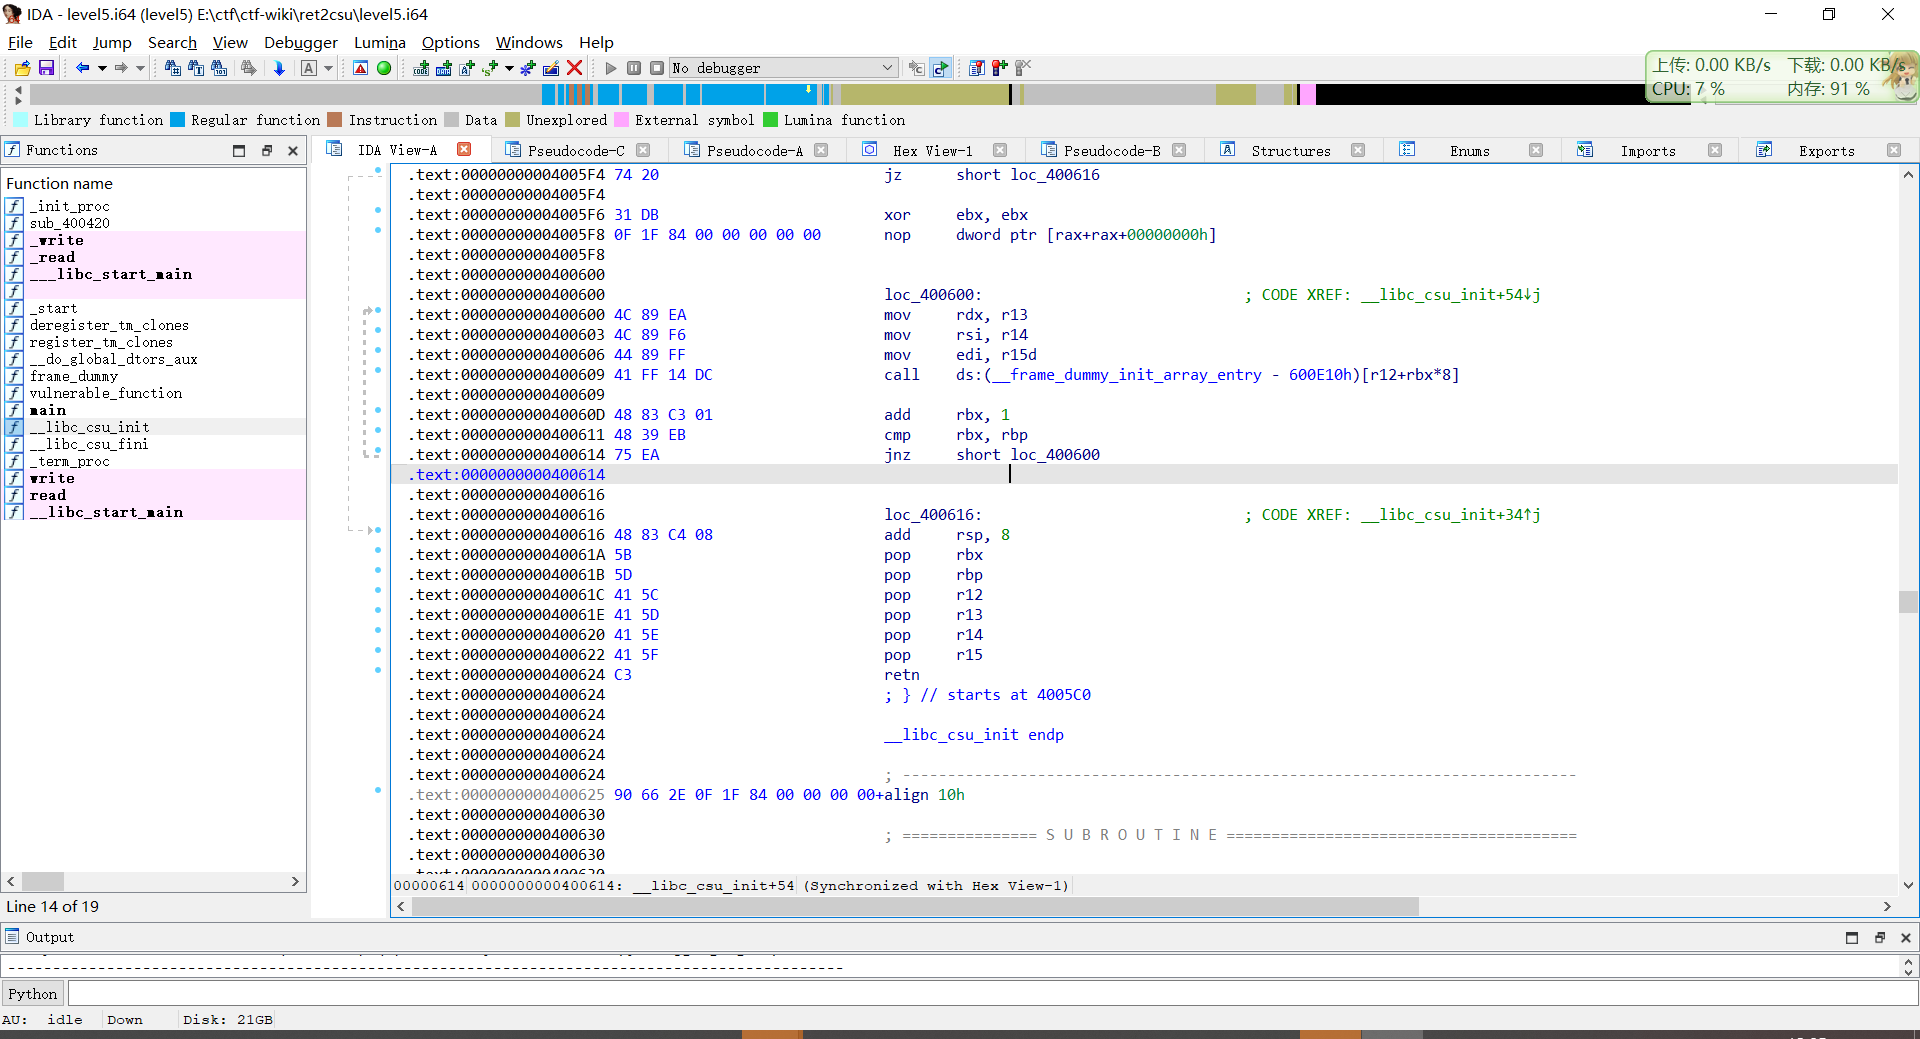 IDA - level5.i64 (level5) E:\ctf\ctf-wiki\ret2csu\level5.i64
File Edit Jump Search View Debugger Lumina Options Windows Help
No debugger
上传: 0.00 KB/s 下载: 0.00 KB/s
CPU: 7 % 内存: 91 %
Library function Regular function Instruction Data Unexplored External symbol Lumina function
Functions
IDA View-A Pseudocode-C Pseudocode-A Hex View-1 Pseudocode-B Structures Enums Imports Exports
Function name
_init_proc
sub_400420
_write
_read
___libc_start_main
_start
deregister_tm_clones
register_tm_clones
__do_global_dtors_aux
frame_dummy
vulnerable_function
main
__libc_csu_init
__libc_csu_fini
_term_proc
write
read
__libc_start_main
Line 14 of 19
.text:00000000004005F4 74 20 jz short loc_400616
.text:00000000004005F4
.text:00000000004005F6 31 DB xor ebx, ebx
.text:00000000004005F8 0F 1F 84 00 00 00 00 00 nop dword ptr [rax+rax+00000000h]
.text:00000000004005F8
.text:0000000000400600
.text:0000000000400600 loc_400600: ; CODE XREF: __libc_csu_init+54↓j
.text:0000000000400600 4C 89 EA mov rdx, r13
.text:0000000000400603 4C 89 F6 mov rsi, r14
.text:0000000000400606 44 89 FF mov edi, r15d
.text:0000000000400609 41 FF 14 DC call ds:(__frame_dummy_init_array_entry - 600E10h)[r12+rbx*8]
.text:0000000000400609
.text:000000000040060D 48 83 C3 01 add rbx, 1
.text:0000000000400611 48 39 EB cmp rbx, rbp
.text:0000000000400614 75 EA jnz short loc_400600
.text:0000000000400614
.text:0000000000400616
.text:0000000000400616 loc_400616: ; CODE XREF: __libc_csu_init+34↑j
.text:0000000000400616 48 83 C4 08 add rsp, 8
.text:000000000040061A 5B pop rbx
.text:000000000040061B 5D pop rbp
.text:000000000040061C 41 5C pop r12
.text:000000000040061E 41 5D pop r13
.text:0000000000400620 41 5E pop r14
.text:0000000000400622 41 5F pop r15
.text:0000000000400624 C3 retn
.text:0000000000400624 ; } // starts at 4005C0
.text:0000000000400624
.text:0000000000400624 __libc_csu_init endp
.text:0000000000400624
.text:0000000000400624 ; ---------------------------------------------------------------------------
.text:0000000000400625 90 66 2E 0F 1F 84 00 00 00 00 00+align 10h
.text:0000000000400630
.text:0000000000400630 ; =============== S U B R O U T I N E =======================================
.text:0000000000400630
00000614 0000000000400614: __libc_csu_init+54 (Synchronized with Hex View-1)
Output
Python
AU: idle Down Disk: 21GB